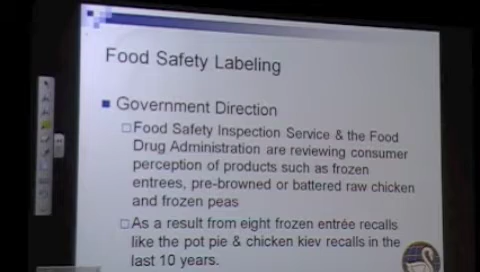 Food Safety Labeling
Government Direction
Food Safety Inspection Service & the Food
Drug Administration are reviewing consumer
perception of products such as frozen
entrees, pre-browned or battered raw chicken
and frozen peas
As a result from eight frozen entrée recalls
like the pot pie & chicken kiev recalls in the
last 10 years.